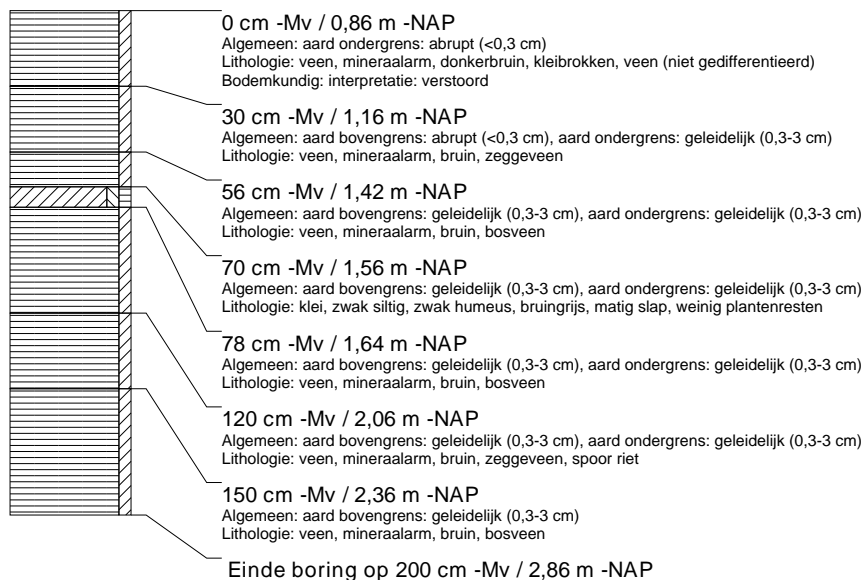 0 cm -Mv / 0,86 m -NAP
Algemeen: aard ondergrens: abrupt (<0,3 cm)
Lithologie: veen, mineraalarm, donkerbruin, kleibrokken, veen (niet gedifferentieerd)
Bodemkundig: interpretatie: verstoord
30 cm -Mv / 1,16 m -NAP
Algemeen: aard bovengrens: abrupt (<0,3 cm), aard ondergrens: geleidelijk (0,3-3 cm)
Lithologie: veen, mineraalarm, bruin, zeggeveen
56 cm -Mv / 1,42 m -NAP
Algemeen: aard bovengrens: geleidelijk (0,3-3 cm), aard ondergrens: geleidelijk (0,3-3 cm)
Lithologie: veen, mineraalarm, bruin, bosveen
70 cm -Mv / 1,56 m -NAP
Algemeen: aard bovengrens: geleidelijk (0,3-3 cm), aard ondergrens: geleidelijk (0,3-3 cm)
Lithologie: klei, zwak siltig, zwak humeus, bruingrijs, matig slap, weinig plantenresten
78 cm -Mv / 1,64 m -NAP
Algemeen: aard bovengrens: geleidelijk (0,3-3 cm), aard ondergrens: geleidelijk (0,3-3 cm)
Lithologie: veen, mineraalarm, bruin, bosveen
120 cm -Mv / 2,06 m -NAP
Algemeen: aard bovengrens: geleidelijk (0,3-3 cm), aard ondergrens: geleidelijk (0,3-3 cm)
Lithologie: veen, mineraalarm, bruin, zeggeveen, spoor riet
150 cm -Mv / 2,36 m -NAP
Algemeen: aard bovengrens: geleidelijk (0,3-3 cm)
Lithologie: veen, mineraalarm, bruin, bosveen
Einde boring op 200 cm -Mv / 2,86 m -NAP